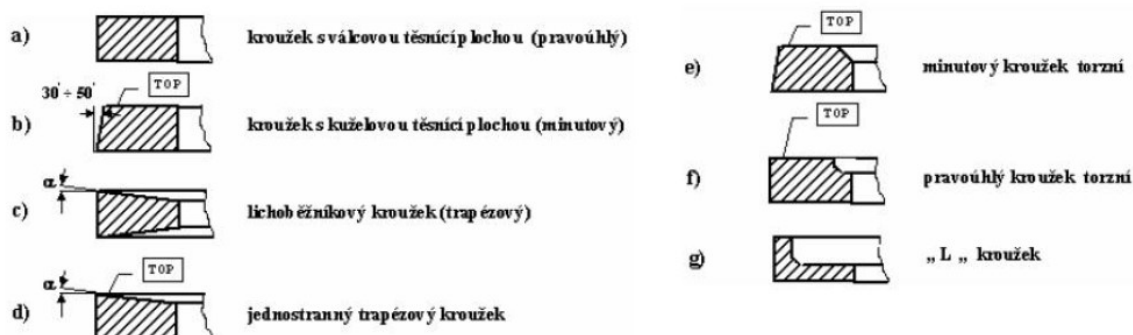 a)
kroužek s válcovou těsnící plochou (pravoúhlý)
30' ÷ 50'
TOP
b)
kroužek s kuželovou těsnící plochou (minutový)
α
c)
lichoběžníkový kroužek (trapézový)
α
TOP
d)
jednostranný trapézový kroužek
TOP
e)
minutový kroužek torzní
TOP
f)
pravoúhlý kroužek torzní
g)
„ L „ kroužek